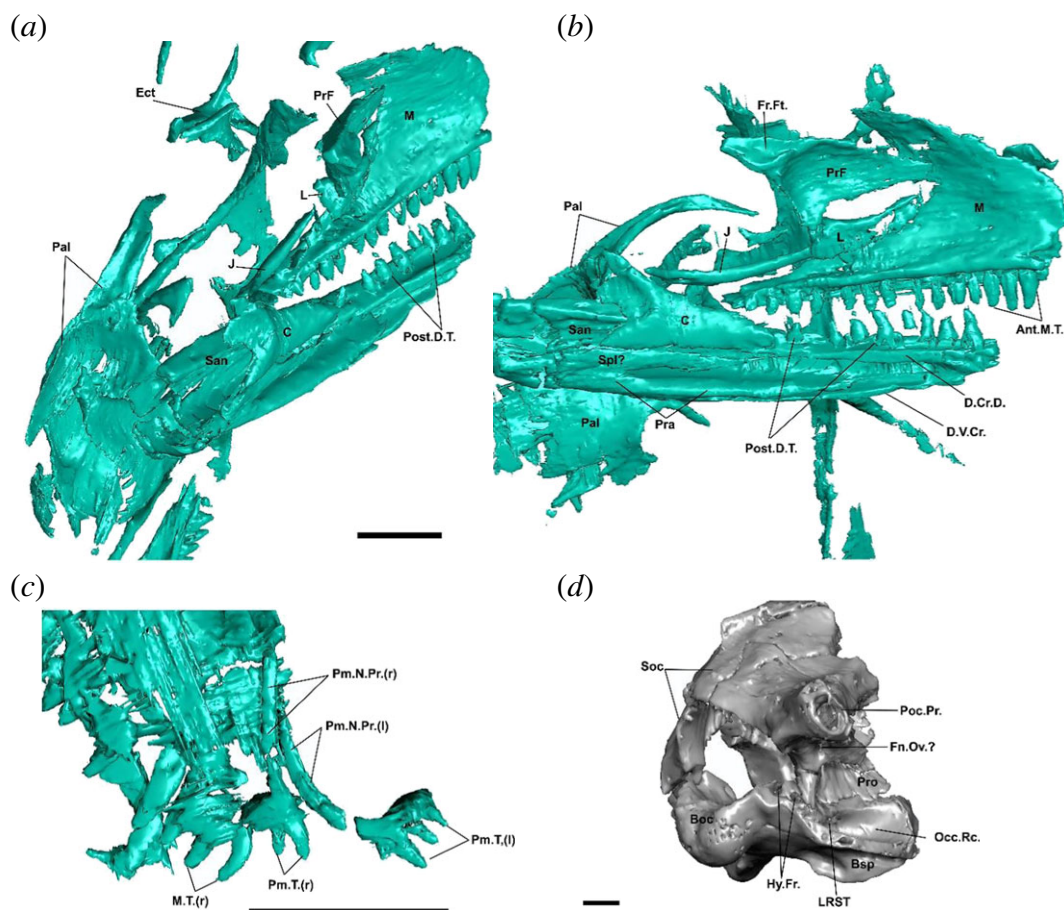 (a)
Ect
PrF
M
L
Pal
J
C
San
Post.D.T.
(b)
Fr.Ft.
PrF
Pal
M
J
L
San
C
Ant.M.T.
Spl?
D.Cr.D.
Pal
Pra
Post.D.T.
D.V.Cr.
(c)
Pm.N.Pr.(r)
Pm.N.Pr.(l)
Pm.T,(l)
M.T.(r)
Pm.T.(r)
(d)
Soc
Poc.Pr.
Fn.Ov.?
Pro
Boc
Occ.Rc.
Bsp
Hy.Fr.
LRST